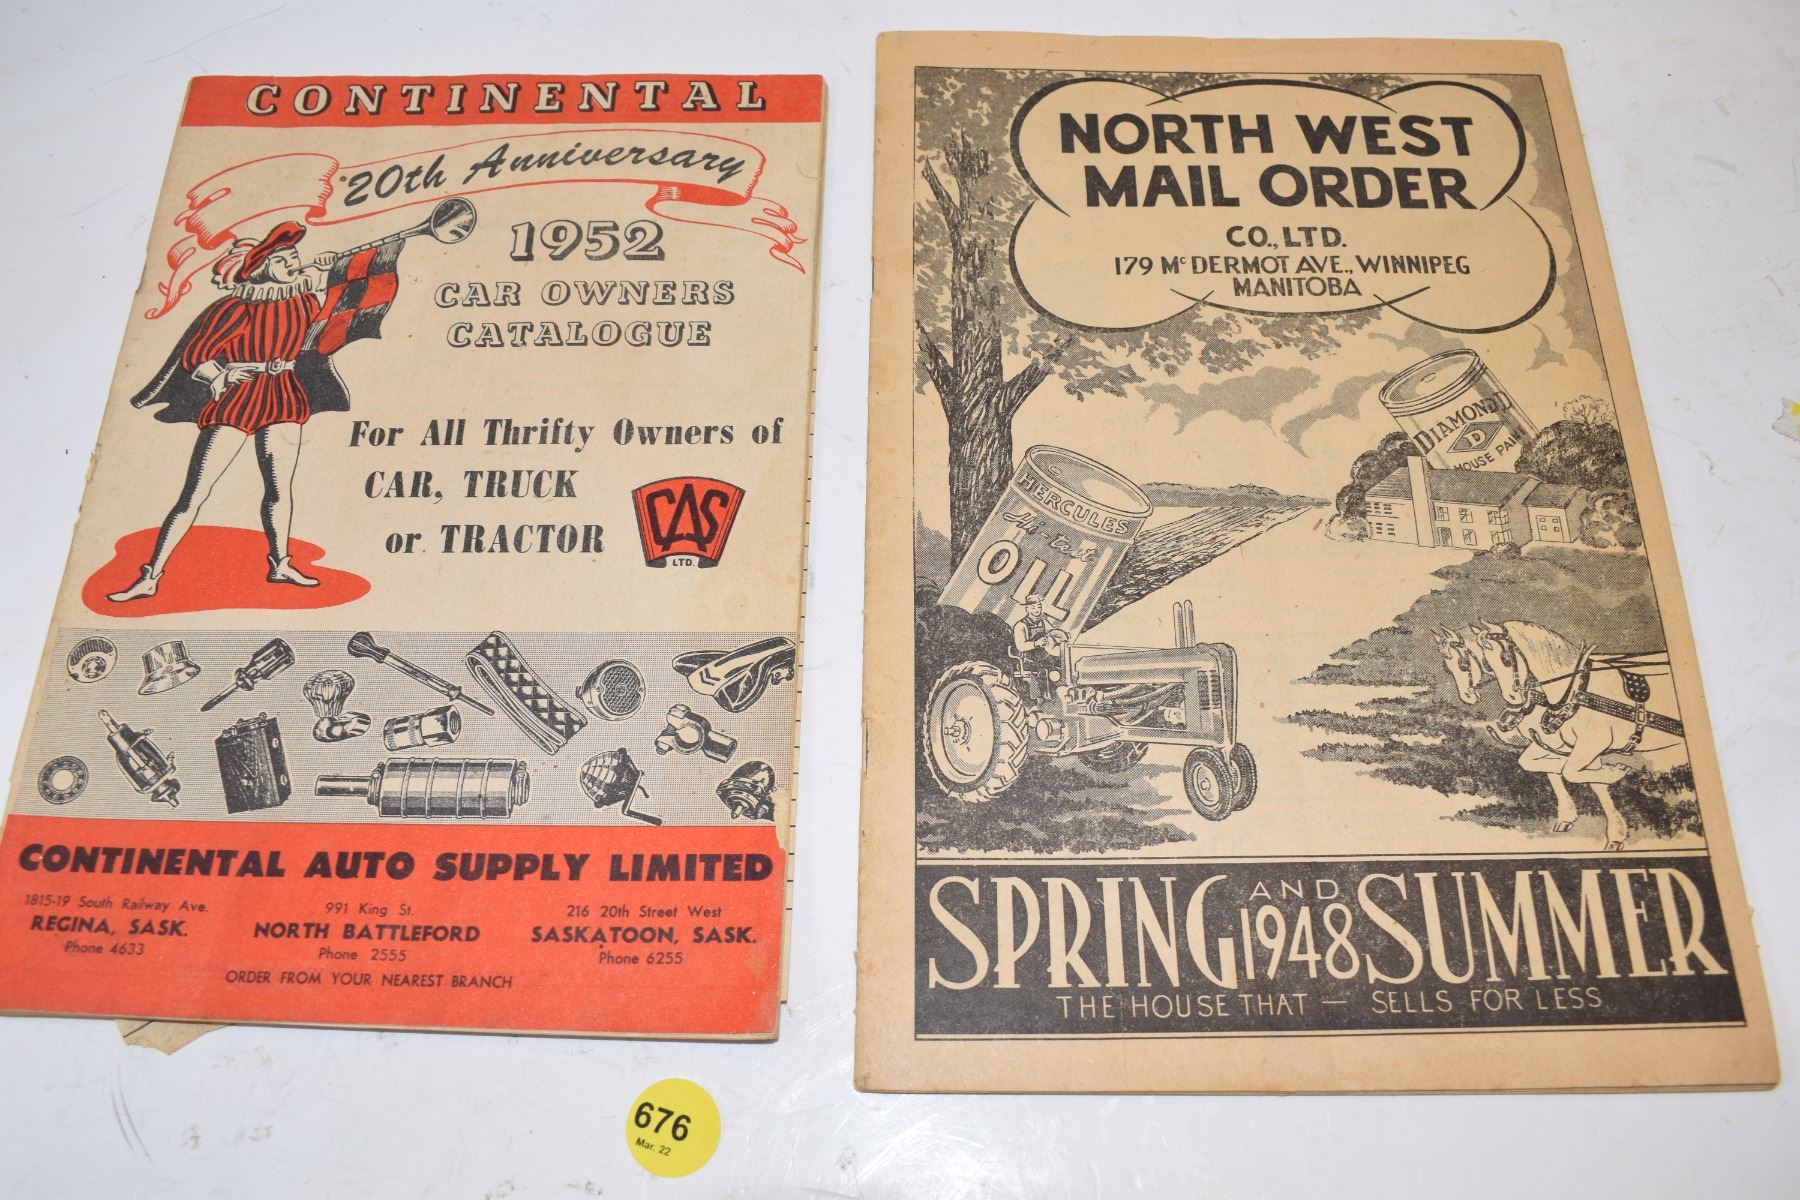 CONTINENTAL
20th Anniversary
1952
CAR OWNERS
CATALOGUE
For All Thrifty Owners of
CAR, TRUCK
or TRACTOR
CAS
LTD.
CONTINENTAL AUTO SUPPLY LIMITED
1815-19 South Railway Ave.
REGINA, SASK.
Phone 4633
991 King St.
NORTH BATTLEFORD
Phone 2555
216 20th Street West
SASKATOON, SASK.
Phone 6255
ORDER FROM YOUR NEAREST BRANCH
NORTH WEST
MAIL ORDER
CO., LTD.
179 Mc DERMOT AVE., WINNIPEG
MANITOBA
DIAMOND
D
HOUSE PAIN
HERCULES
OIL
SPRING AND SUMMER
1948
THE HOUSE THAT — SELLS FOR LESS
676
Mar. 22